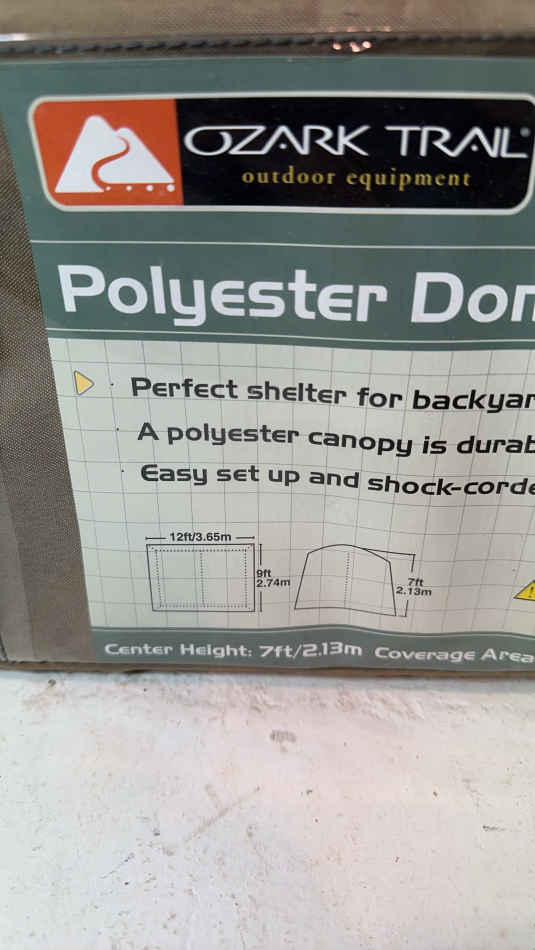 OZARK TRAIL®
outdoor equipment
Polyester Dom
· Perfect shelter for backyar
· A polyester canopy is durab
· Easy set up and shock-corde
12ft/3.65m
9ft
2.74m
7ft
2.13m
Center Height: 7ft/2.13m Coverage Area